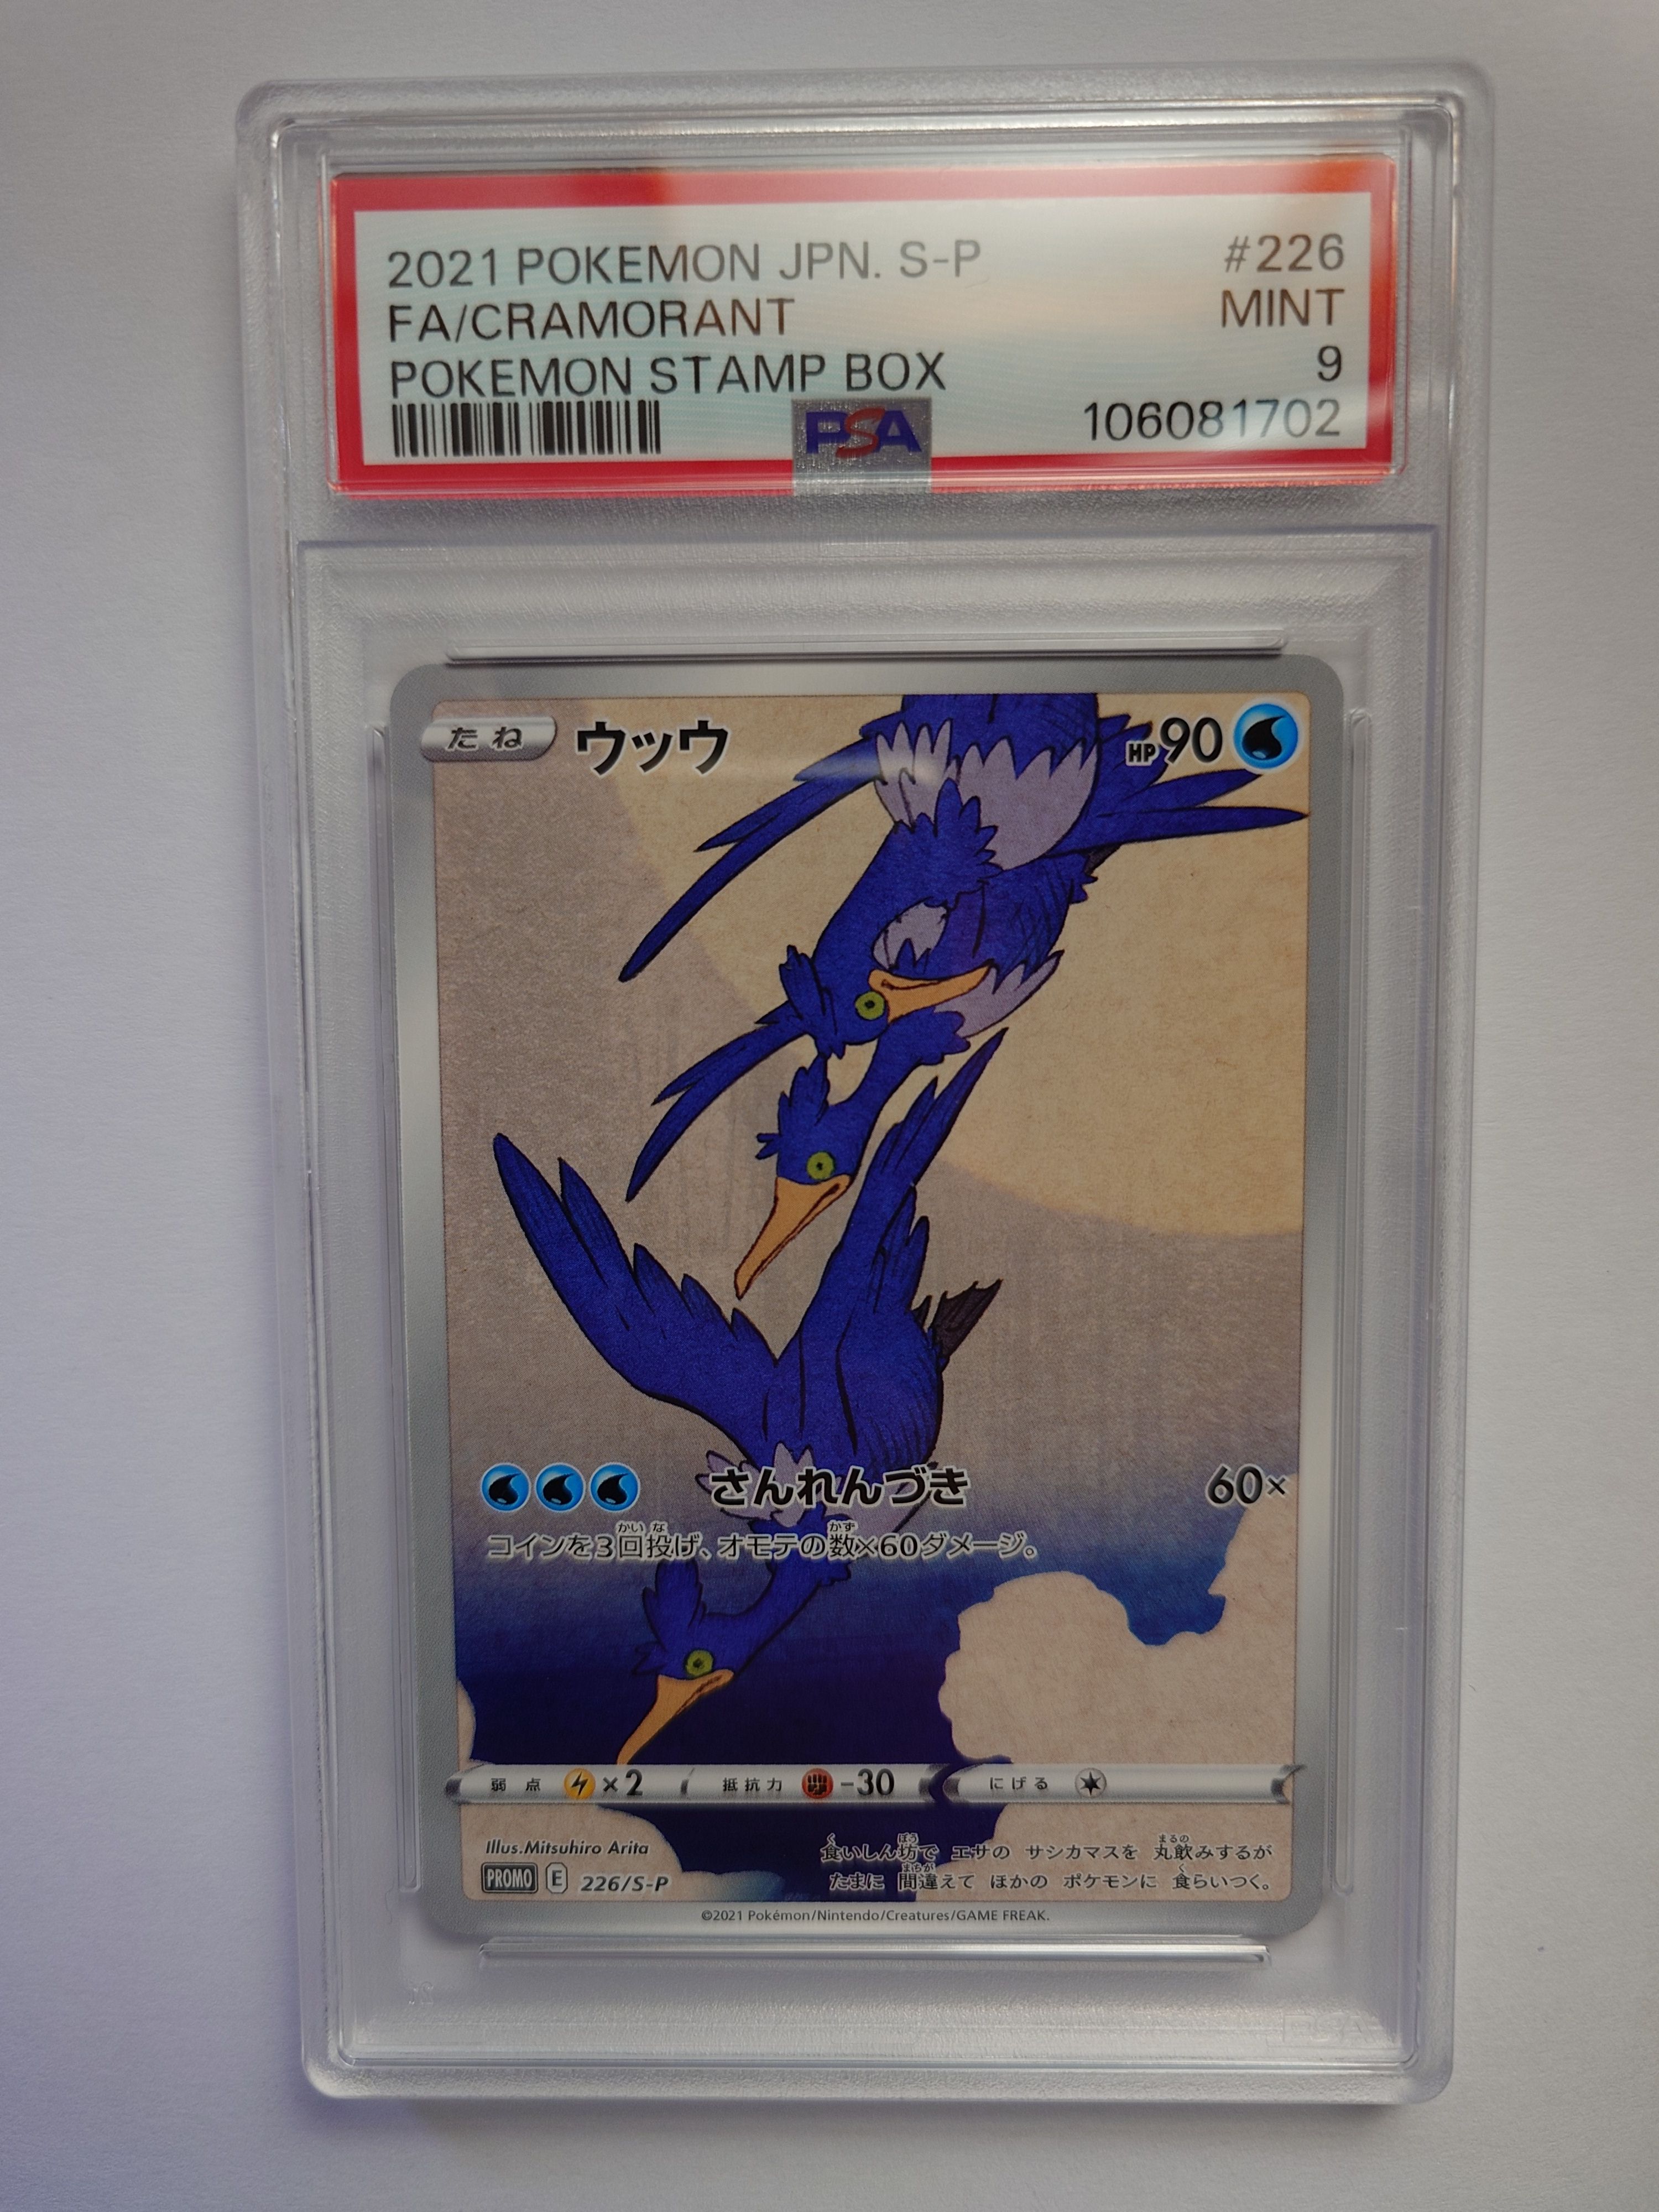 2021 POKEMON JPN. S-P #226
FA/CRAMORANT MINT
POKEMON STAMP BOX 9
PSA 106081702
たね ウッウ HP90
さんれんづき 60×
コインを3回投げ、オモテの数×60ダメージ。
弱点 ×2 抵抗力 -30 にげる
Illus.Mitsuhiro Arita
食いしん坊で エサの サシカマスを 丸飲みするが
PROMO E 226/S-P
たまに 間違えて ほかの ポケモンに 食らいつく。
©2021 Pokémon/Nintendo/Creatures/GAME FREAK.